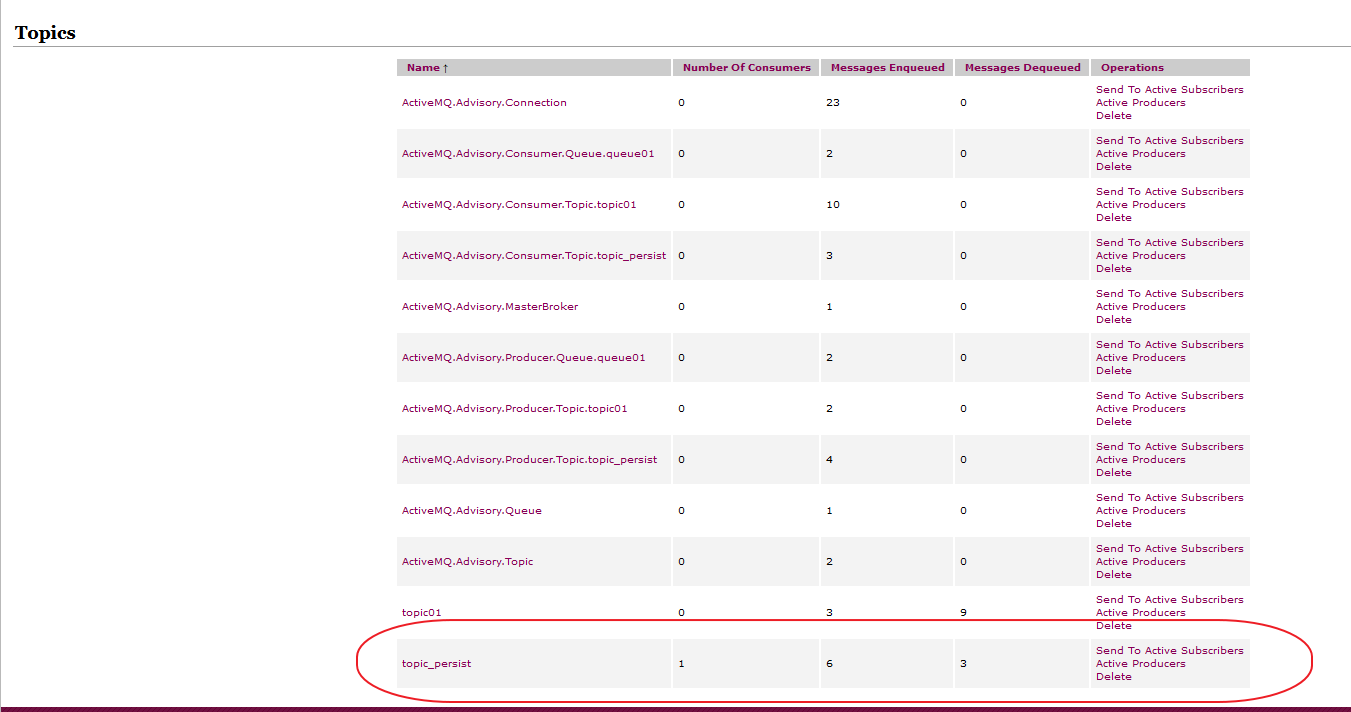 Topics
Name ↑ Number Of Consumers Messages Enqueued Messages Dequeued Operations
ActiveMQ.Advisory.Connection 0 23 0 Send To Active Subscribers
Active Producers
Delete
ActiveMQ.Advisory.Consumer.Queue.queue01 0 2 0 Send To Active Subscribers
Active Producers
Delete
ActiveMQ.Advisory.Consumer.Topic.topic01 0 10 0 Send To Active Subscribers
Active Producers
Delete
ActiveMQ.Advisory.Consumer.Topic.topic_persist 0 3 0 Send To Active Subscribers
Active Producers
Delete
ActiveMQ.Advisory.MasterBroker 0 1 0 Send To Active Subscribers
Active Producers
Delete
ActiveMQ.Advisory.Producer.Queue.queue01 0 2 0 Send To Active Subscribers
Active Producers
Delete
ActiveMQ.Advisory.Producer.Topic.topic01 0 2 0 Send To Active Subscribers
Active Producers
Delete
ActiveMQ.Advisory.Producer.Topic.topic_persist 0 4 0 Send To Active Subscribers
Active Producers
Delete
ActiveMQ.Advisory.Queue 0 1 0 Send To Active Subscribers
Active Producers
Delete
ActiveMQ.Advisory.Topic 0 2 0 Send To Active Subscribers
Active Producers
Delete
topic01 0 3 9 Send To Active Subscribers
Active Producers
Delete
topic_persist 1 6 3 Send To Active Subscribers
Active Producers
Delete